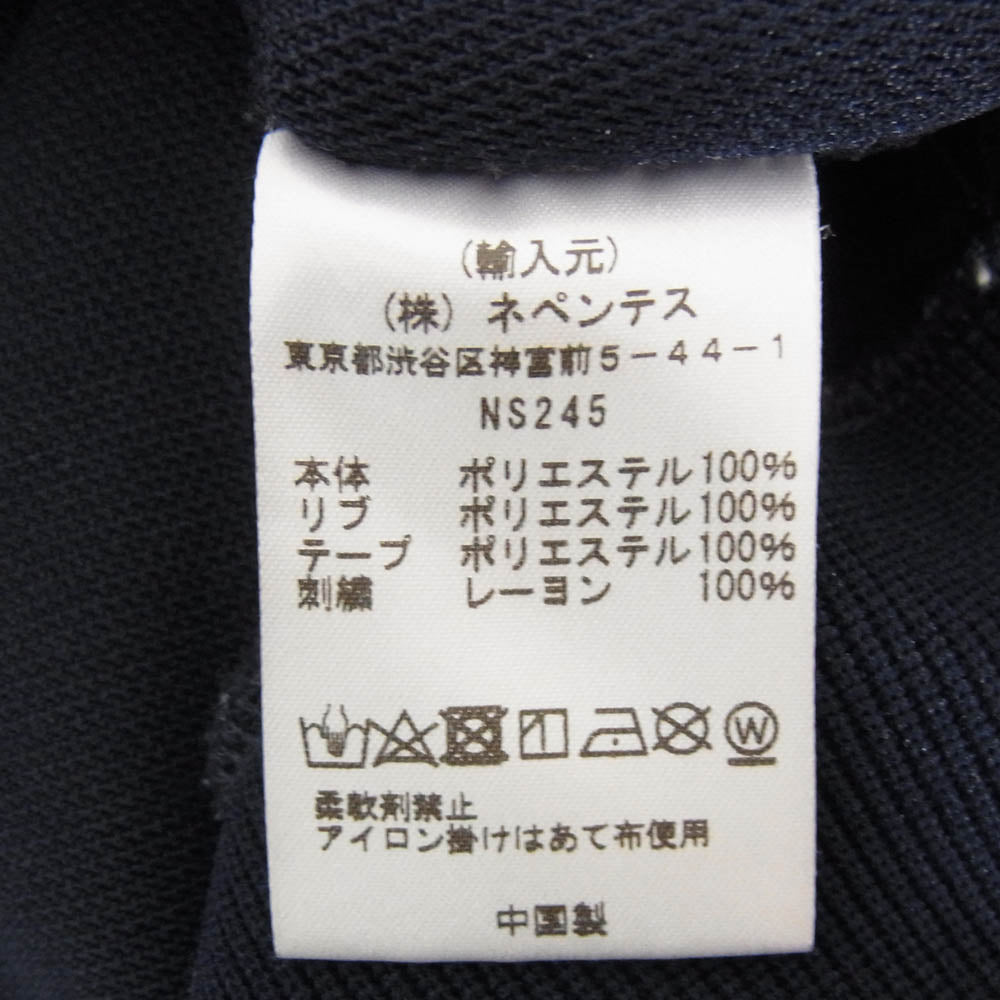 (輸入元)
(株) ネペンテス
東京都渋谷区神宮前5-44-1
NS245
本体 ポリエステル100%
リブ ポリエステル100%
テープ ポリエステル100%
刺繍 レーヨン 100%
W
柔軟剤禁止
アイロン掛けはあて布使用
中国製